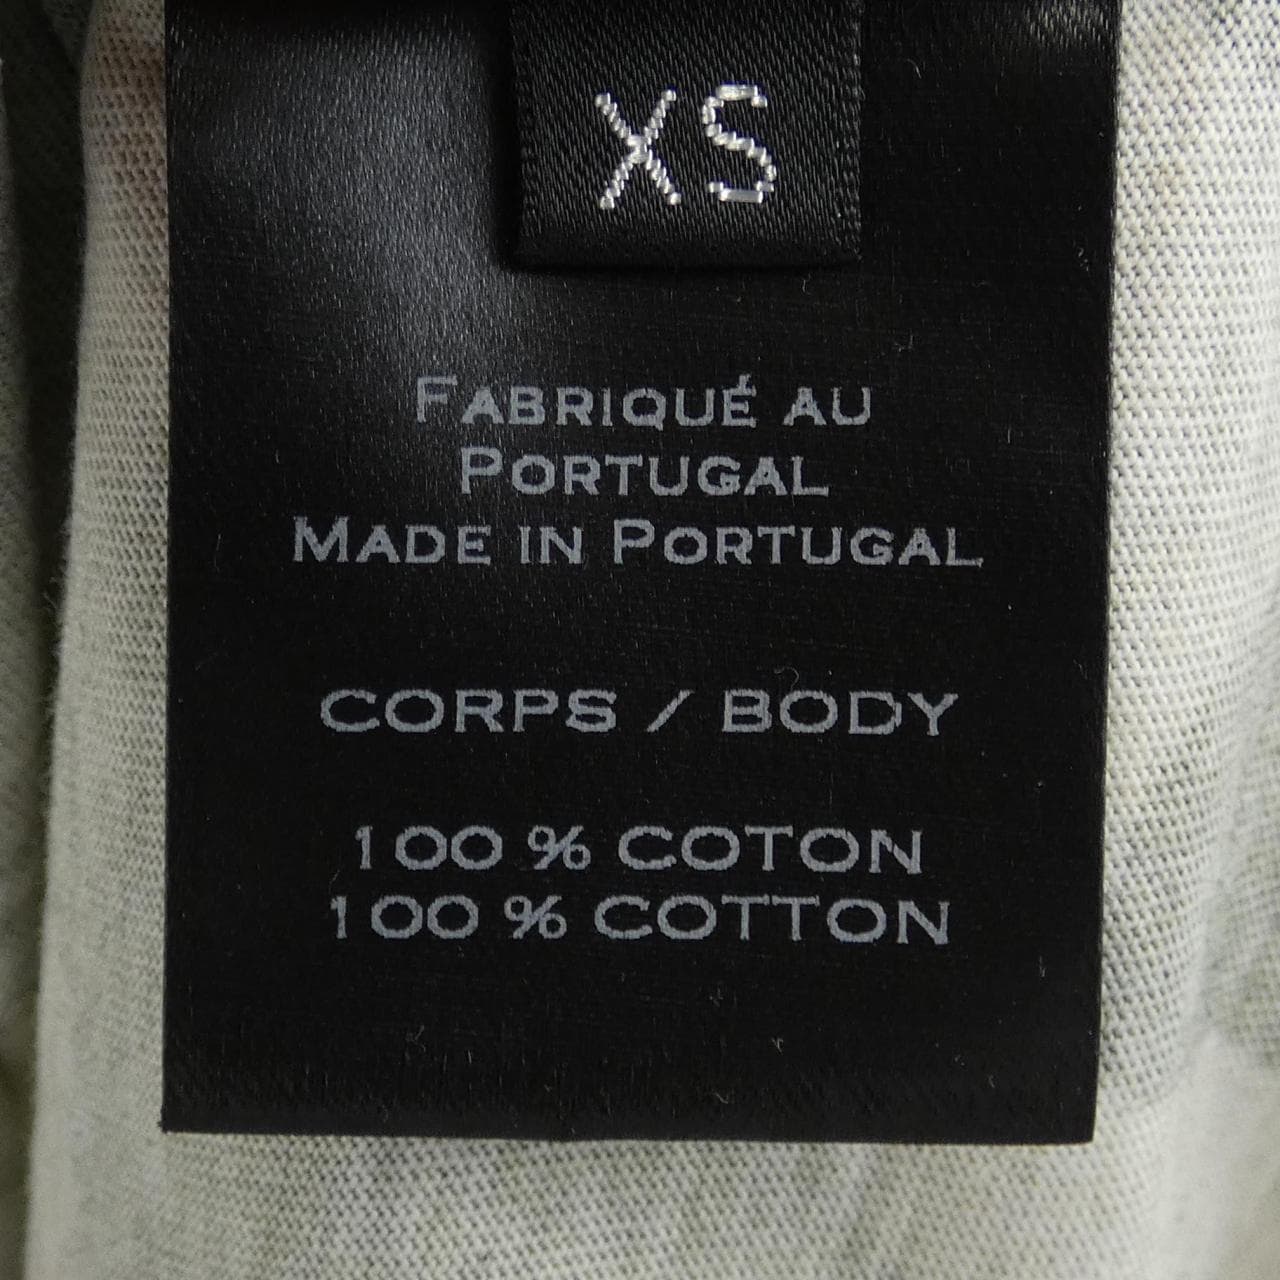 XS
FABRIQUÉ AU
PORTUGAL
MADE IN PORTUGAL
CORPS / BODY
100 % COTON
100 % COTTON